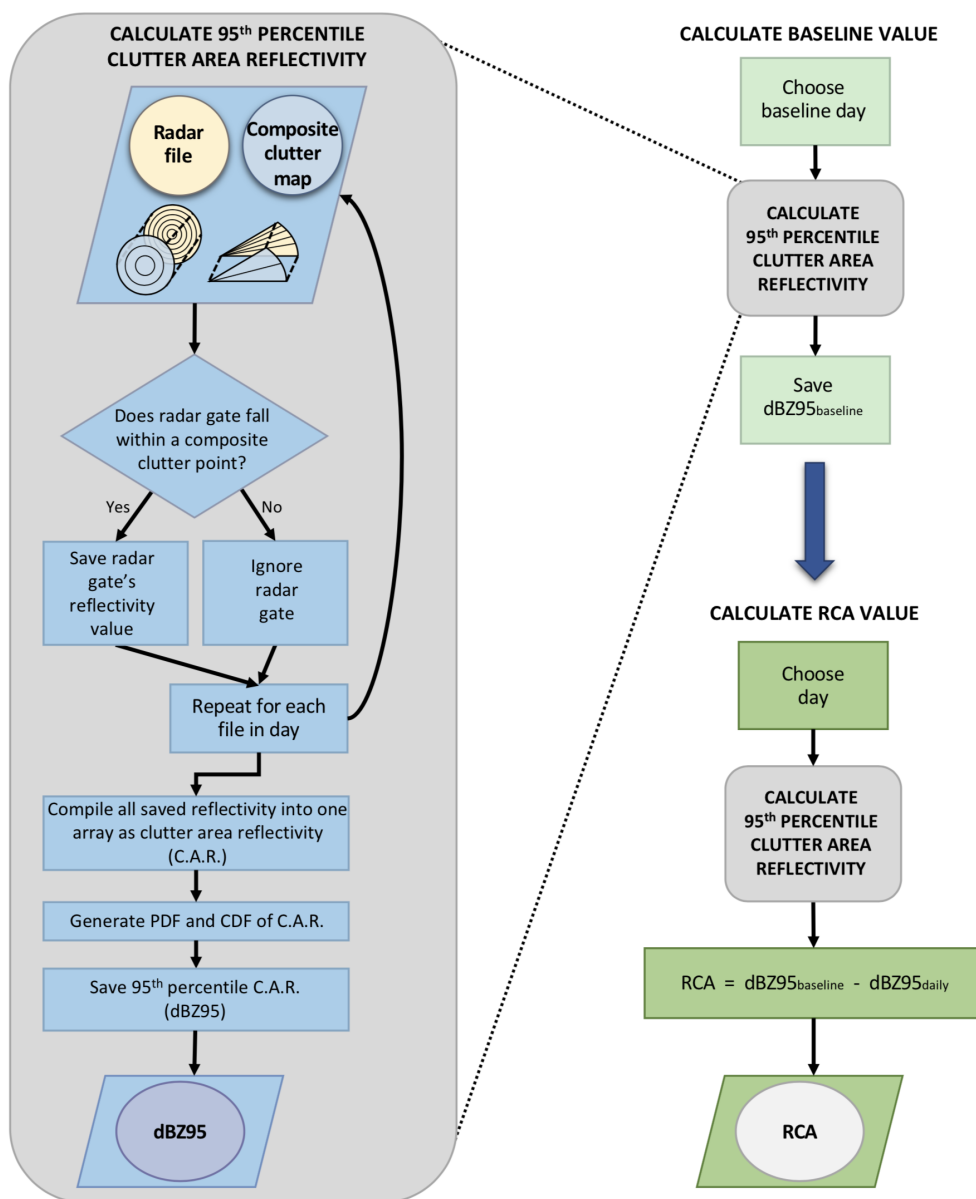 CALCULATE 95th PERCENTILE
CLUTTER AREA REFLECTIVITY
Radar
file
Composite
clutter
map
Does radar gate fall
within a composite
clutter point?
Yes
No
Save radar
gate’s
reflectivity
value
Ignore
radar
gate
Repeat for each
file in day
Compile all saved reflectivity into one
array as clutter area reflectivity
(C.A.R.)
Generate PDF and CDF of C.A.R.
Save 95th percentile C.A.R.
(dBZ95)
dBZ95
CALCULATE BASELINE VALUE
Choose
baseline day
CALCULATE
95th PERCENTILE
CLUTTER AREA
REFLECTIVITY
Save
dBZ95baseline
CALCULATE RCA VALUE
Choose
day
CALCULATE
95th PERCENTILE
CLUTTER AREA
REFLECTIVITY
RCA = dBZ95baseline - dBZ95daily
RCA